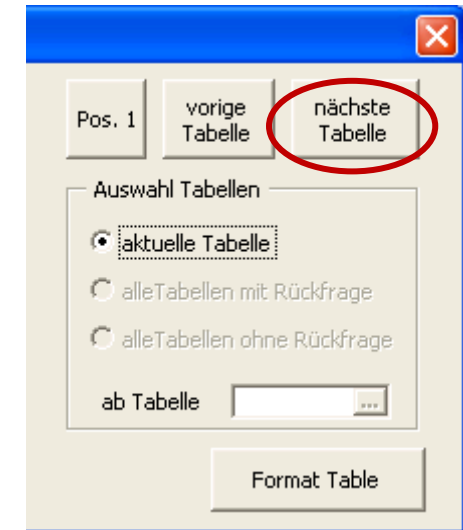 Pos. 1
vorige
Tabelle
nächste
Tabelle
Auswahl Tabellen
aktuelle Tabelle
alleTabellen mit Rückfrage
alleTabellen ohne Rückfrage
ab Tabelle ...
Format Table